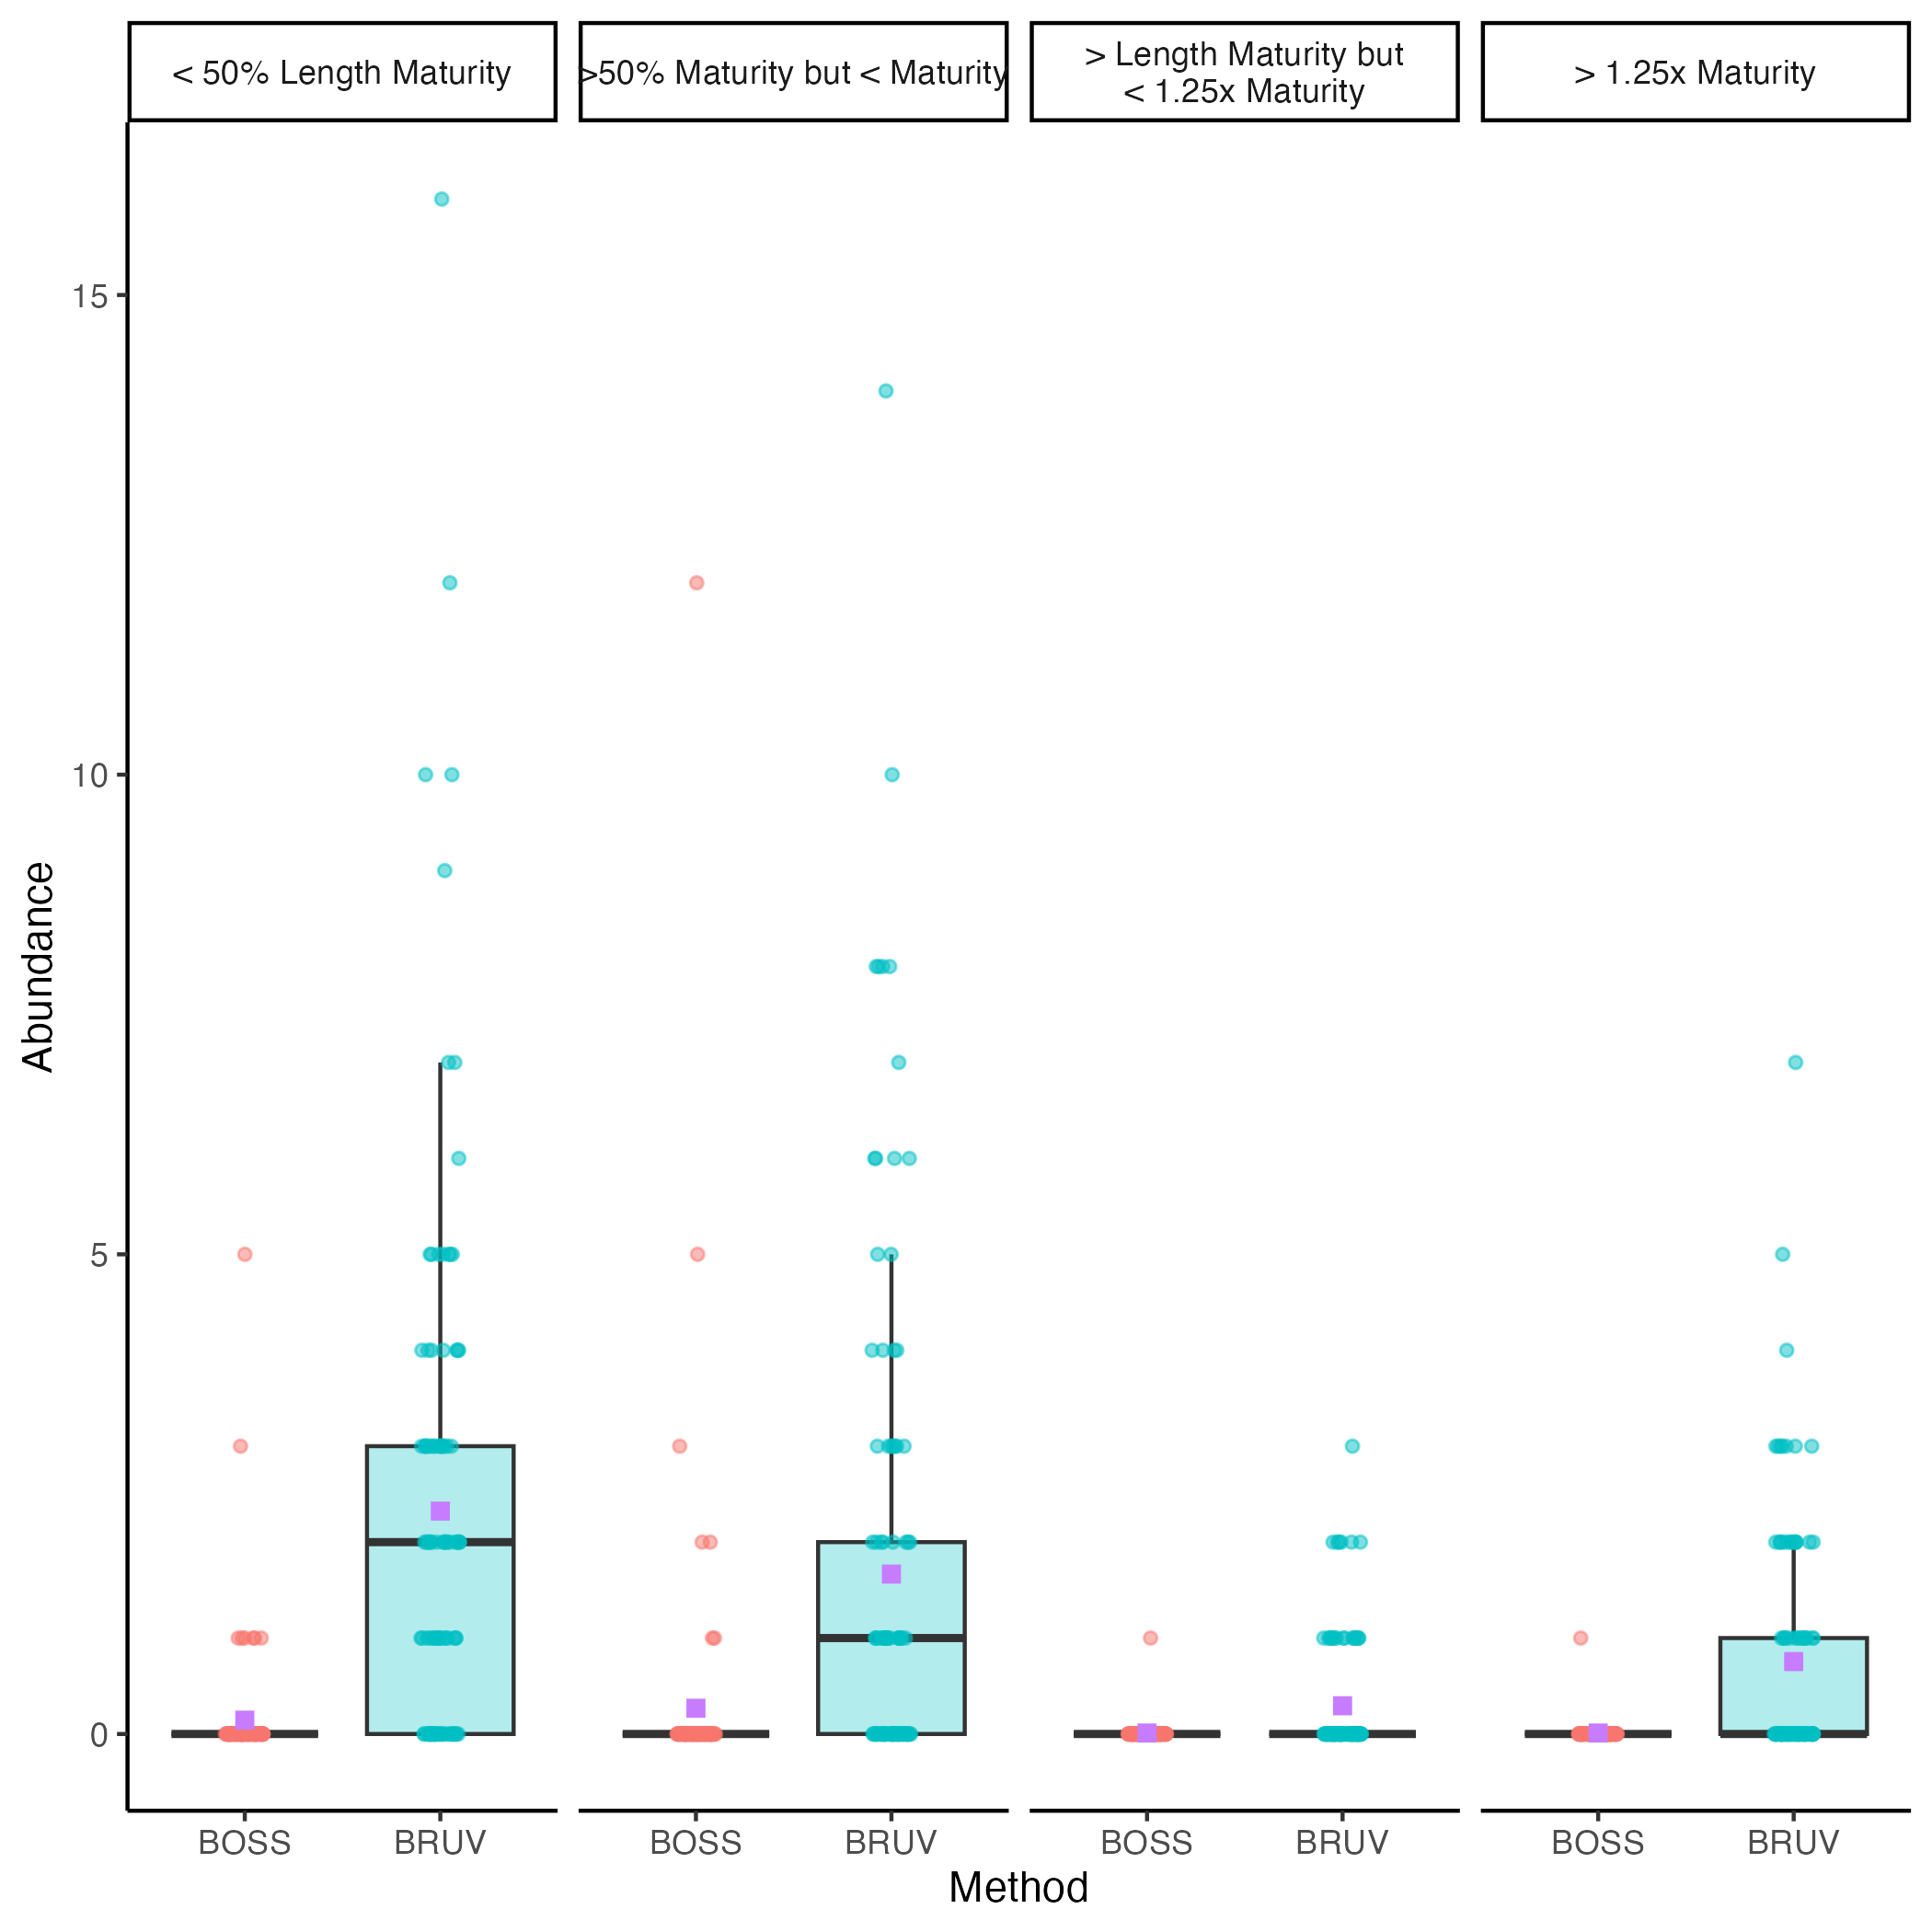 < 50% Length Maturity
>50% Maturity but < Maturity
> Length Maturity but
< 1.25x Maturity
> 1.25x Maturity
Abundance
15
10
5
0
BOSS
BRUV
BOSS
BRUV
BOSS
BRUV
BOSS
BRUV
Method